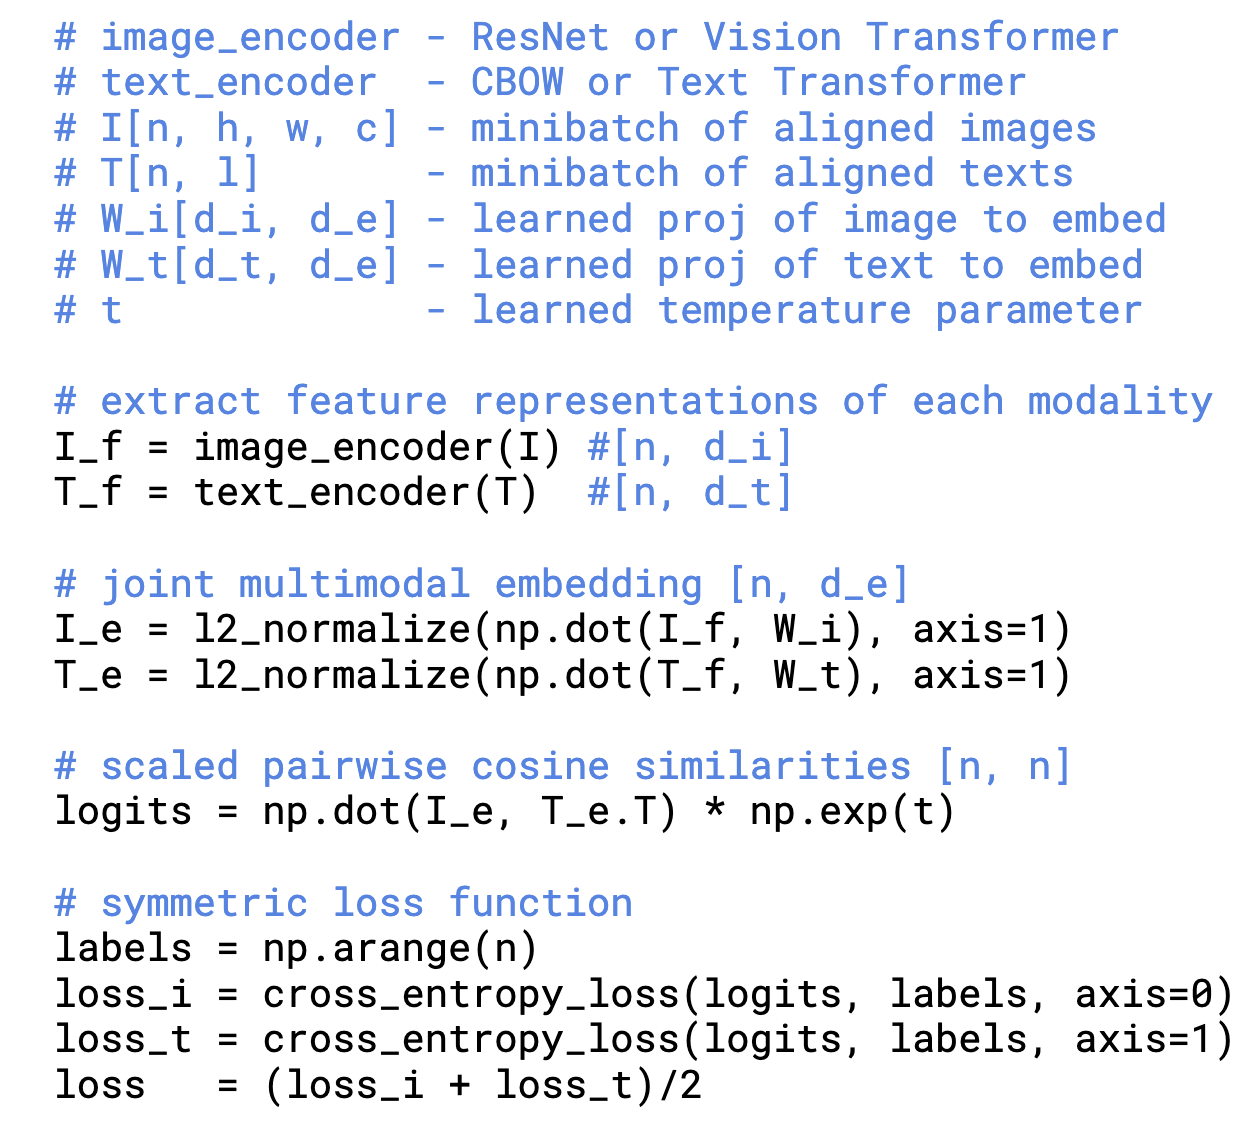 # image_encoder - ResNet or Vision Transformer
# text_encoder  - CBOW or Text Transformer
# I[n, h, w, c] - minibatch of aligned images
# T[n, l]       - minibatch of aligned texts
# W_i[d_i, d_e] - learned proj of image to embed
# W_t[d_t, d_e] - learned proj of text to embed
# t             - learned temperature parameter

# extract feature representations of each modality
I_f = image_encoder(I) #[n, d_i]
T_f = text_encoder(T)  #[n, d_t]

# joint multimodal embedding [n, d_e]
I_e = l2_normalize(np.dot(I_f, W_i), axis=1)
T_e = l2_normalize(np.dot(T_f, W_t), axis=1)

# scaled pairwise cosine similarities [n, n]
logits = np.dot(I_e, T_e.T) * np.exp(t)

# symmetric loss function
labels = np.arange(n)
loss_i = cross_entropy_loss(logits, labels, axis=0)
loss_t = cross_entropy_loss(logits, labels, axis=1)
loss   = (loss_i + loss_t)/2